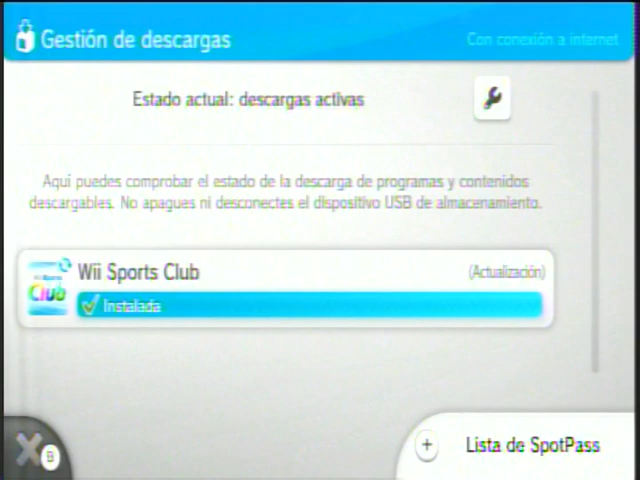 Gestión de descargas
Con conexión a internet
Estado actual: descargas activas
Aquí puedes comprobar el estado de la descarga de programas y contenidos
descargables. No apagues ni desconectes el dispositivo USB de almacenamiento.
Wii Sports Club
(Actualización)
Club
Instalada
B
+
Lista de SpotPass